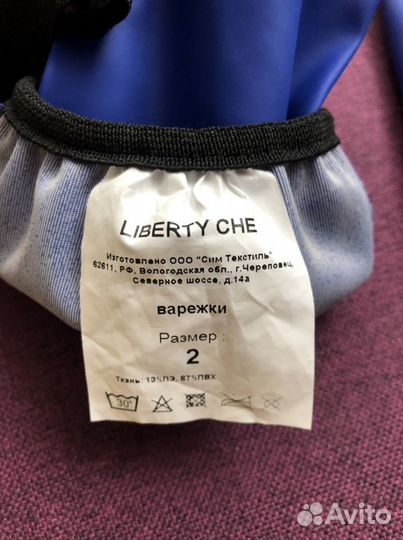 LIBERTY CHE
Изготовлено ООО "Сим Текстиль"
62611, РФ, Вологодская обл., г.Череповец,
Северное шоссе, д.14а
варежки
Размер :
2
Ткань: 13%ПЭ, 87%ПВХ
30°
Avito